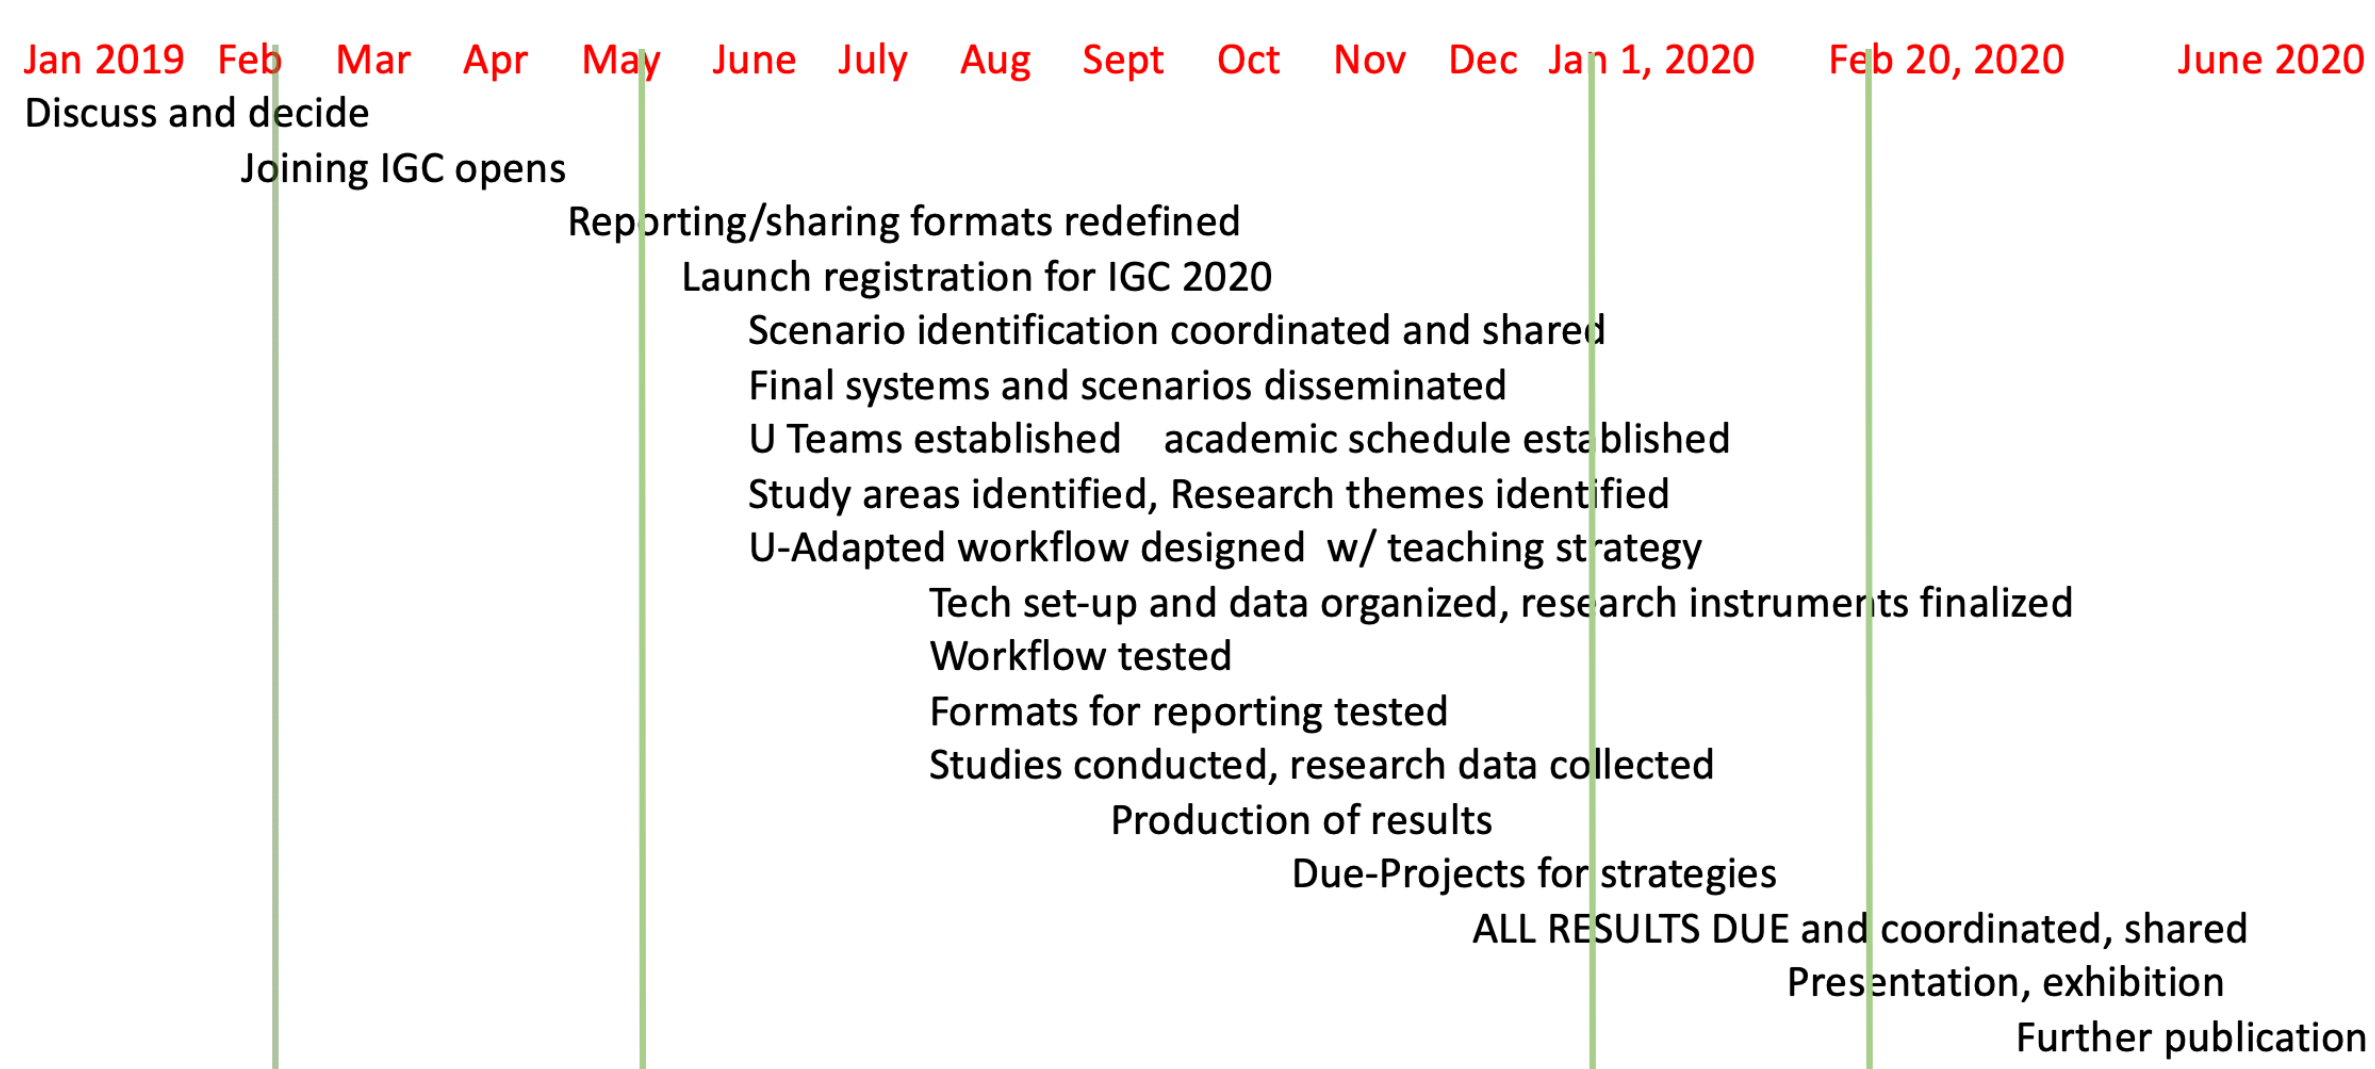 Jan 2019 Feb Mar Apr May June July Aug Sept Oct Nov Dec Jan 1, 2020 Feb 20, 2020 June 2020
Discuss and decide
Joining IGC opens
Reporting/sharing formats redefined
Launch registration for IGC 2020
Scenario identification coordinated and shared
Final systems and scenarios disseminated
U Teams established academic schedule established
Study areas identified, Research themes identified
U-Adapted workflow designed w/ teaching strategy
Tech set-up and data organized, research instruments finalized
Workflow tested
Formats for reporting tested
Studies conducted, research data collected
Production of results
Due-Projects for strategies
ALL RESULTS DUE and coordinated, shared
Presentation, exhibition
Further publication